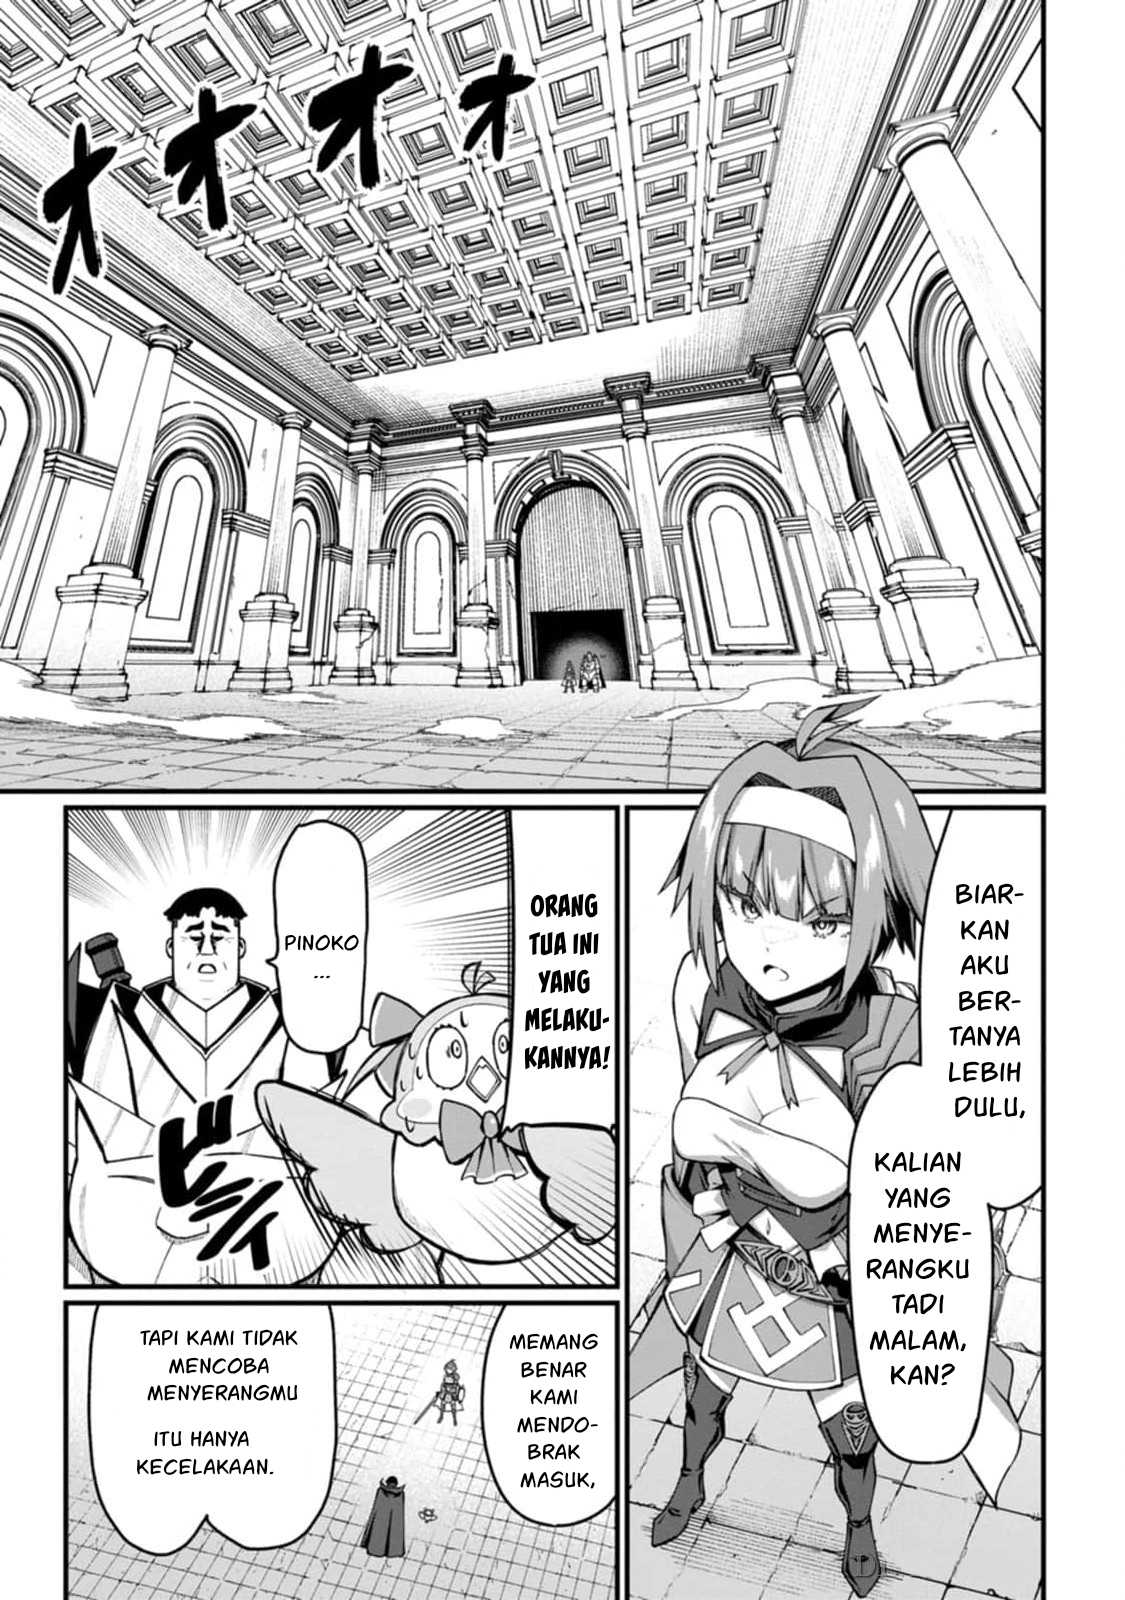 オオオオ
BIAR-
KAN
AKU
BER-
TANYA
LEBIH
DULU,
KALIAN
YANG
MENYE-
RANGKU
TADI
MALAM,
KAN?
ORANG
TUA INI
YANG
MELAKU-
KANNYA!
PINOKO
...
ビシィ
MEMANG
BENAR
KAMI
MENDO-
BRAK
MASUK,
TAPI KAMI TIDAK
MENCOBA
MENYERANGMU
ITU HANYA
KECELAKAAN.